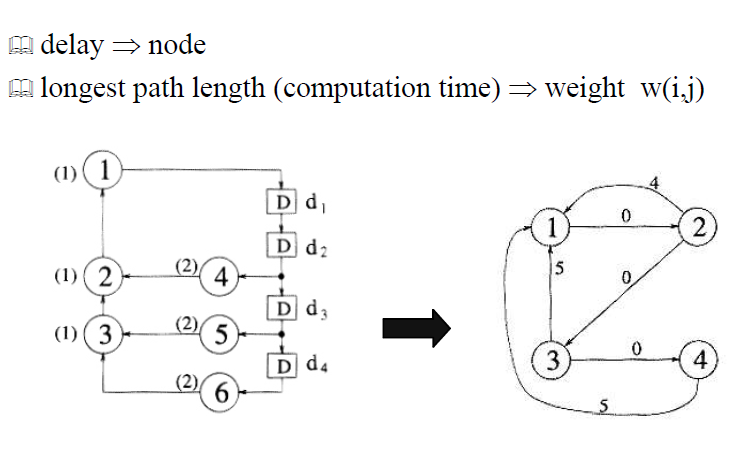 delay ⇒ node
longest path length (computation time) ⇒ weight w(i,j)
(1) 1
D d₁
D d₂
(1) 2 (2) 4
D d₃
(1) 3 (2) 5
D d₄
(2) 6
4
1 0 2
5 0
3 0 4
5